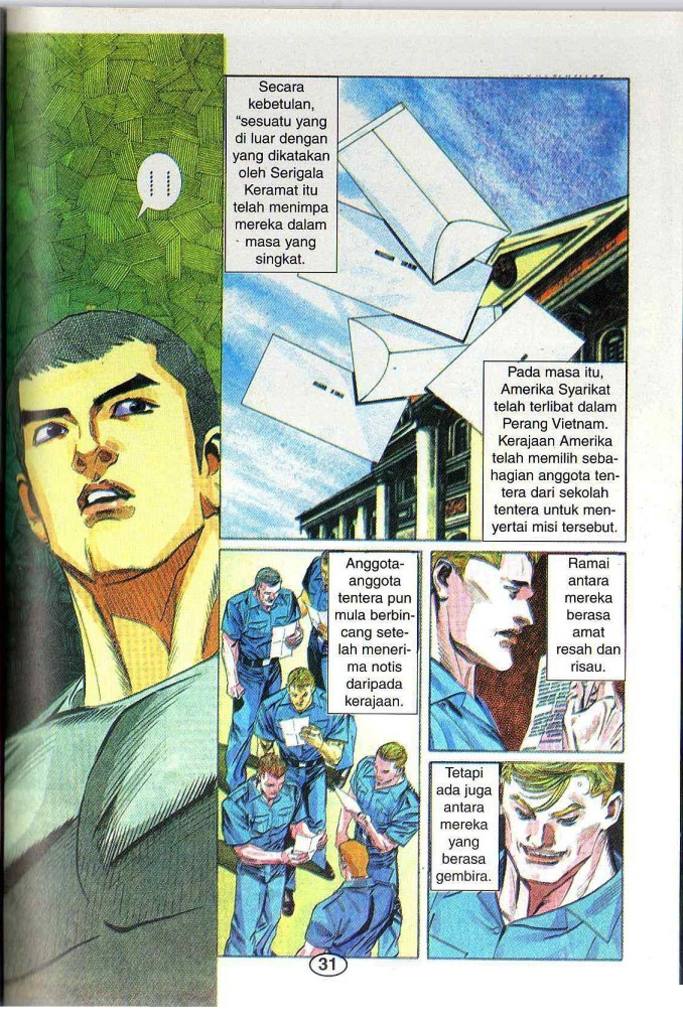 !!
Secara
kebetulan,
"sesuatu yang
di luar dengan
yang dikatakan
oleh Serigala
Keramat itu
telah menimpa
mereka dalam
masa yang
singkat.
Pada masa itu,
Amerika Syarikat
telah terlibat dalam
Perang Vietnam.
Kerajaan Amerika
telah memilih seba-
hagian anggota ten-
tera dari sekolah
tentera untuk men-
yertai misi tersebut.
Anggota-
anggota
tentera pun
mula berbin-
cang sete-
lah meneri-
ma notis
daripada
kerajaan.
Ramai
antara
mereka
berasa
amat
resah dan
risau.
Tetapi
ada juga
antara
mereka
yang
berasa
gembira.
31